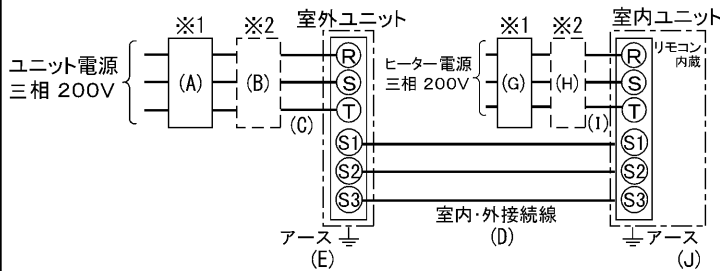 室外ユニット
室内ユニット
※1
※2
※1
※2
リモコン
内蔵
ユニット電源
三相 200V
(A)
(B)
(C)
R
S
T
S1
S2
S3
ヒーター電源
三相 200V
(G)
(H)
(I)
R
S
T
S1
S2
S3
室内・外接続線
(D)
アース
(E)
アース
(J)